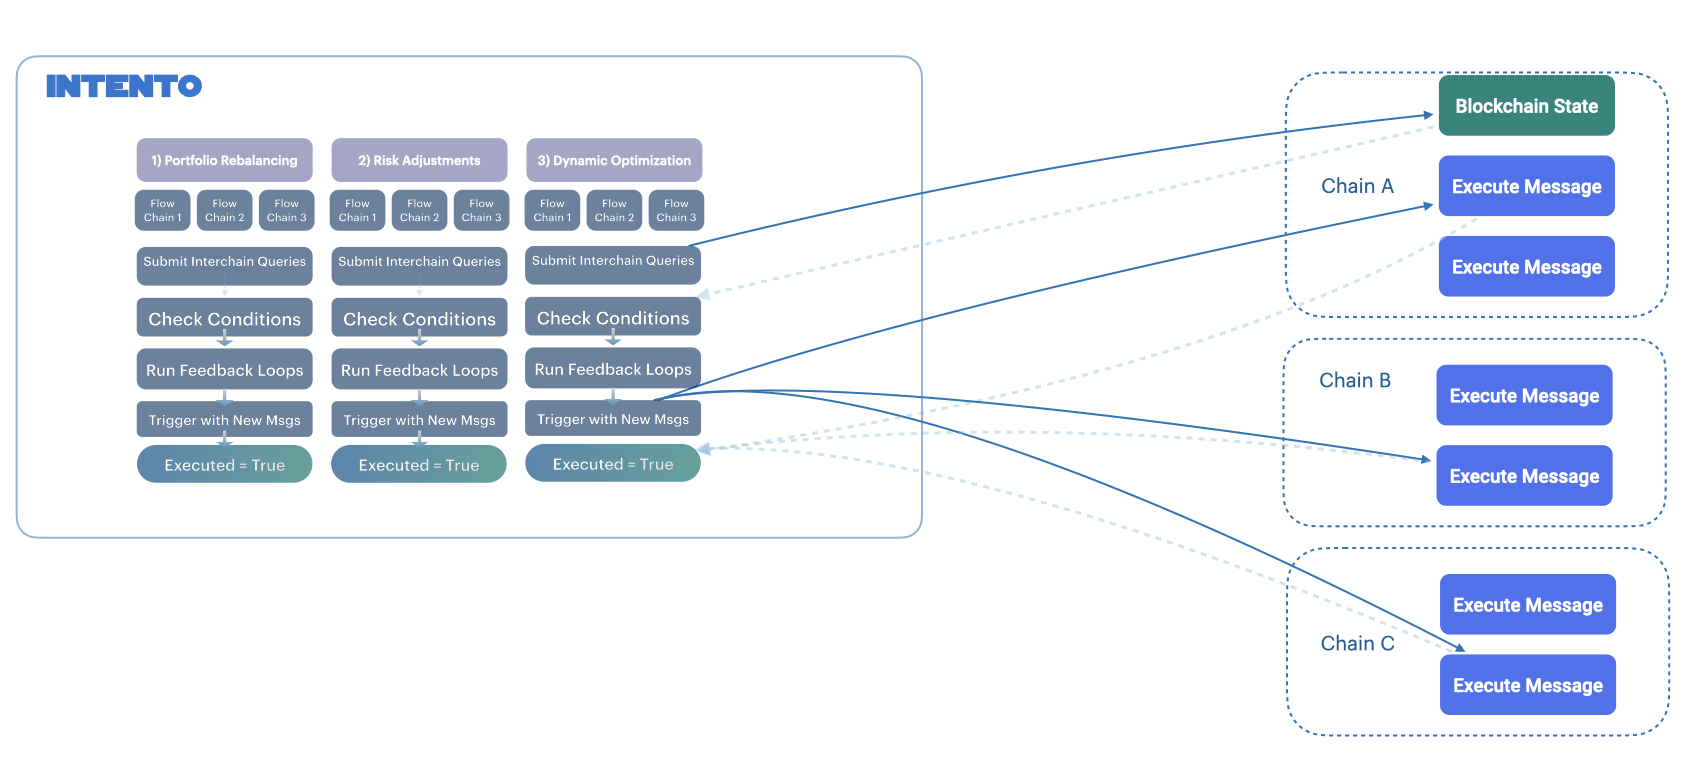 INTENTO
1) Portfolio Rebalancing
Flow
Chain 1
Flow
Chain 2
Flow
Chain 3
Submit Interchain Queries
Check Conditions
Run Feedback Loops
Trigger with New Msgs
Executed = True
2) Risk Adjustments
Flow
Chain 1
Flow
Chain 2
Flow
Chain 3
Submit Interchain Queries
Check Conditions
Run Feedback Loops
Trigger with New Msgs
Executed = True
3) Dynamic Optimization
Flow
Chain 1
Flow
Chain 2
Flow
Chain 3
Submit Interchain Queries
Check Conditions
Run Feedback Loops
Trigger with New Msgs
Executed = True
Chain A
Blockchain State
Execute Message
Execute Message
Chain B
Execute Message
Execute Message
Chain C
Execute Message
Execute Message